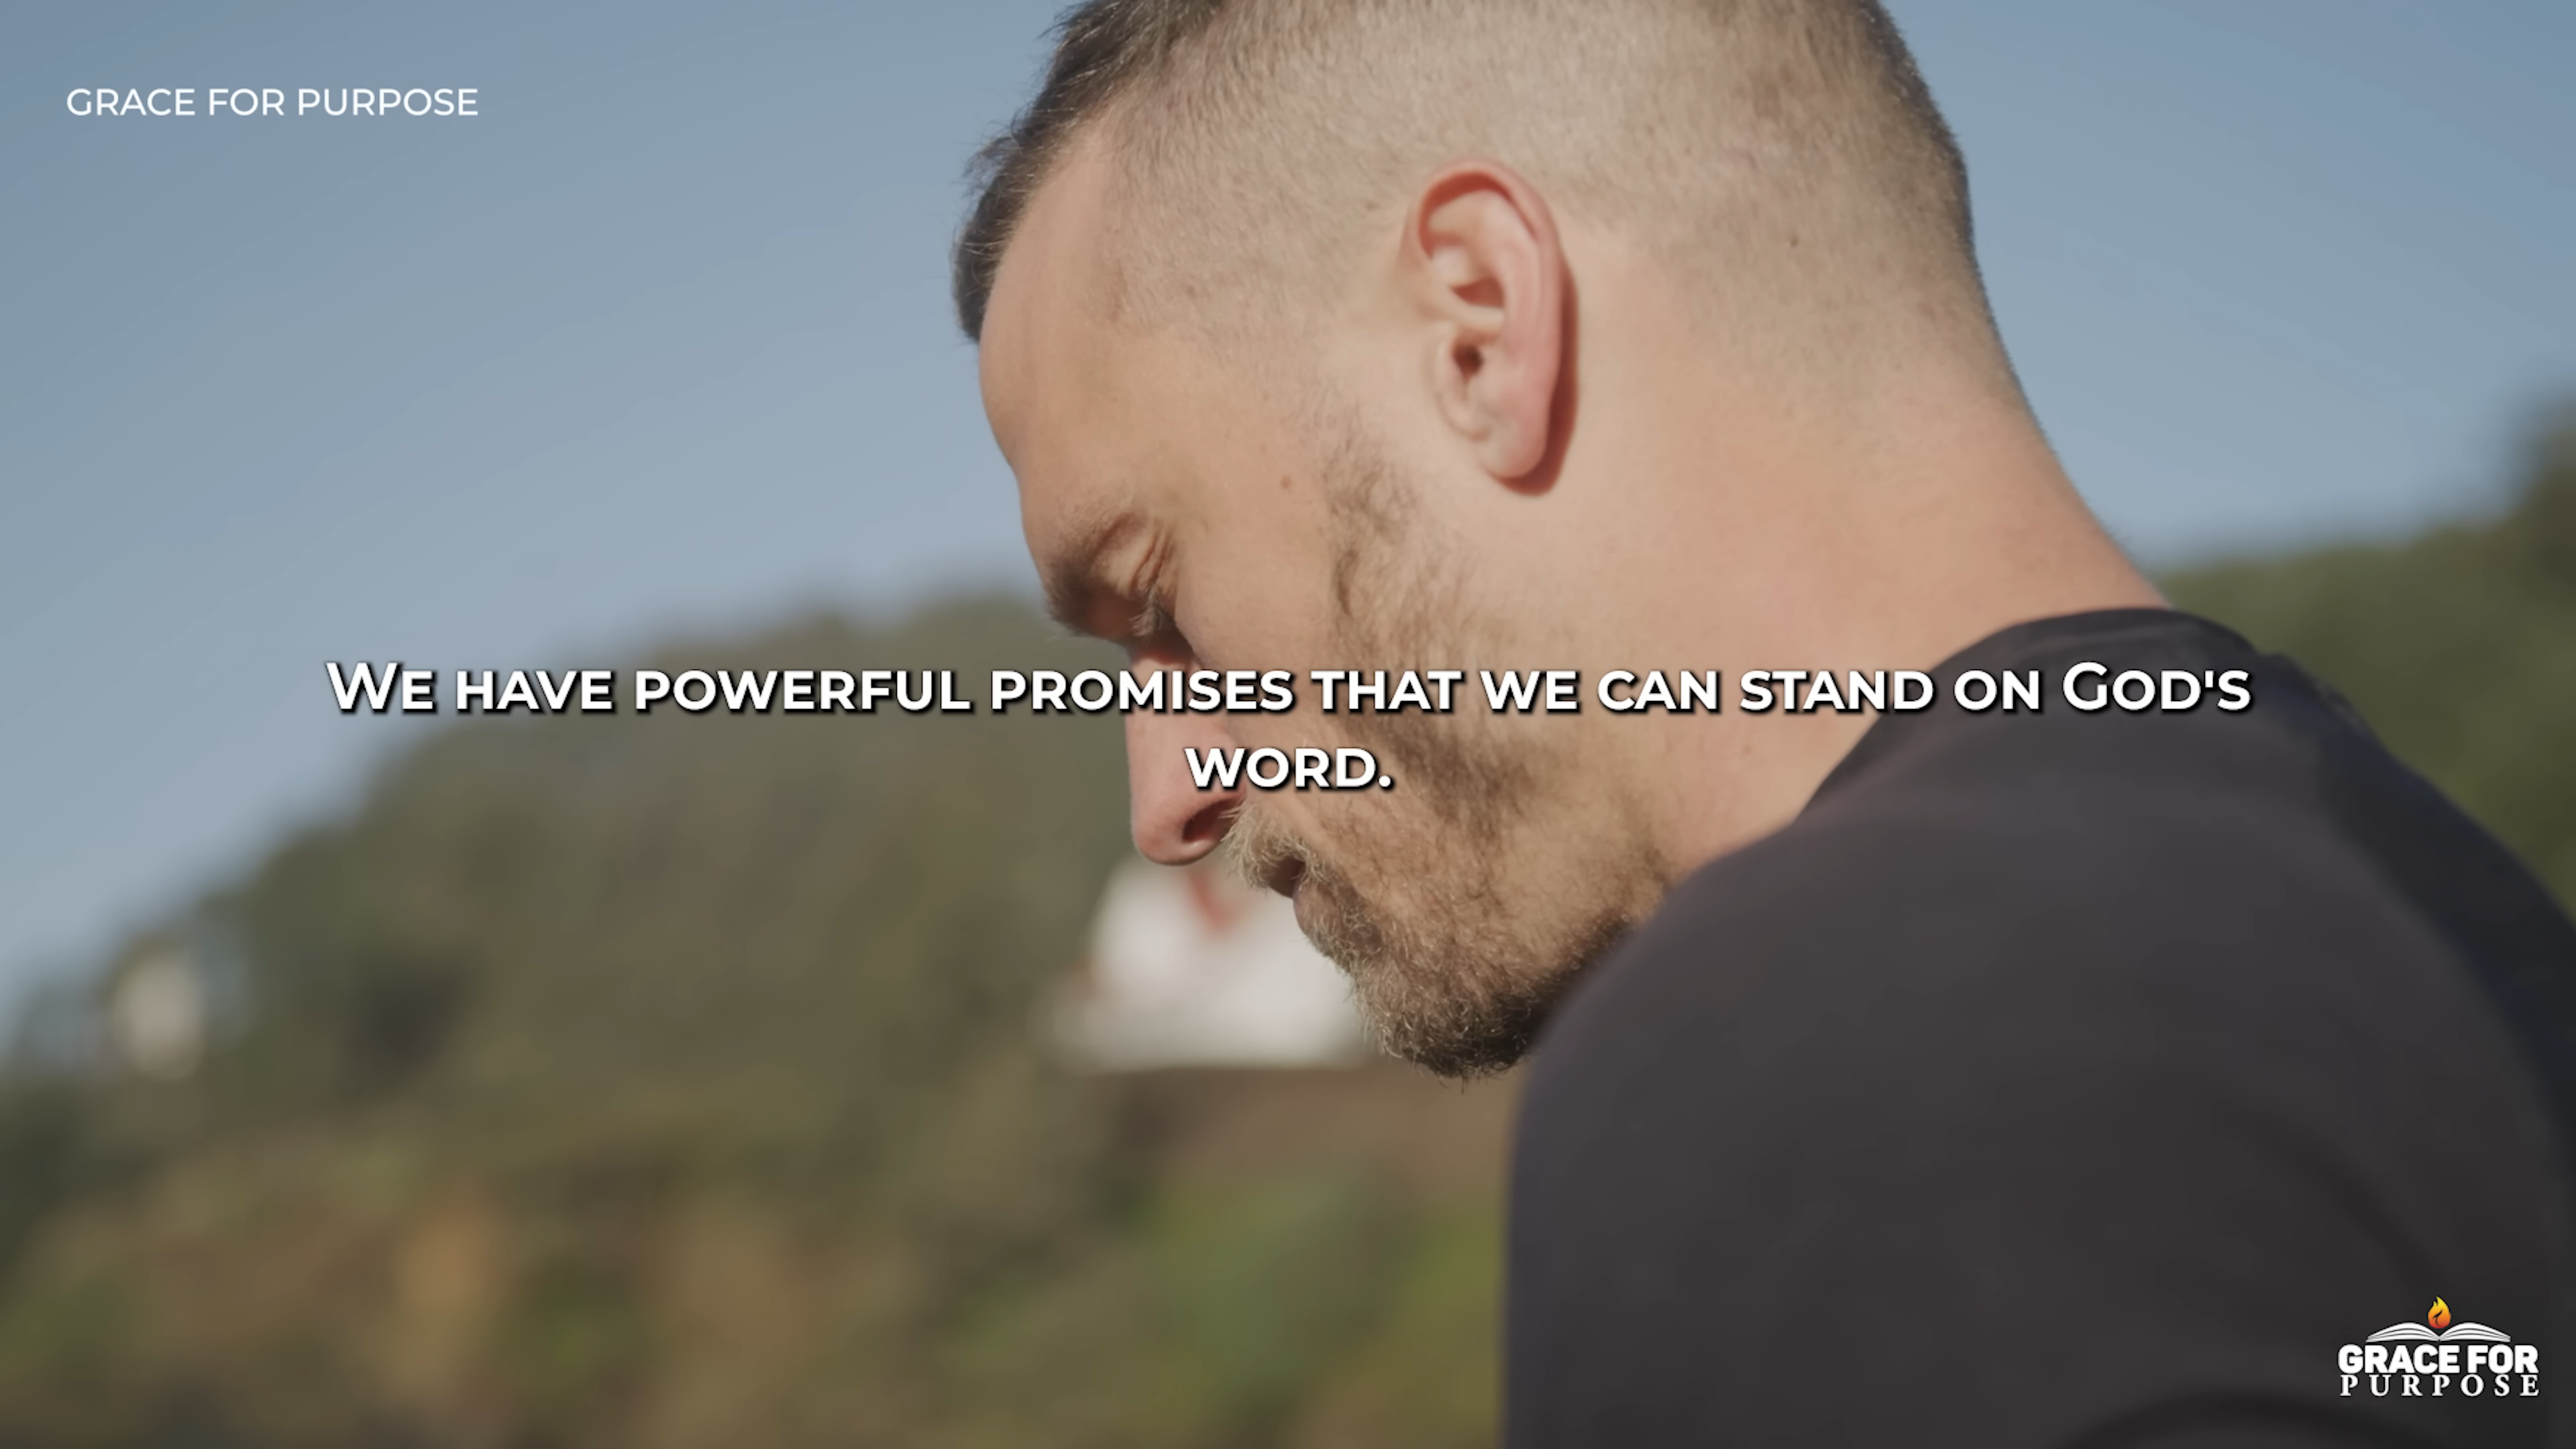 GRACE FOR PURPOSE
We have powerful promises that we can stand on God's
word.
GRACE FOR
PURPOSE